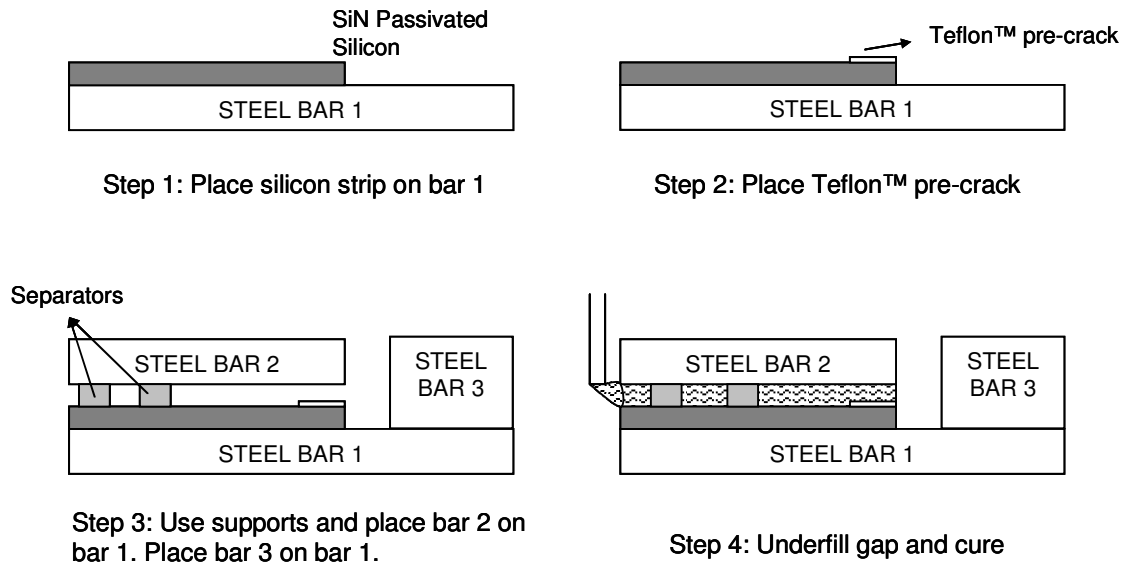 SiN Passivated
Silicon
STEEL BAR 1
Step 1: Place silicon strip on bar 1
Teflon™ pre-crack
STEEL BAR 1
Step 2: Place Teflon™ pre-crack
Separators
STEEL BAR 2
STEEL
BAR 3
STEEL BAR 1
Step 3: Use supports and place bar 2 on
bar 1. Place bar 3 on bar 1.
STEEL BAR 2
STEEL
BAR 3
STEEL BAR 1
Step 4: Underfill gap and cure